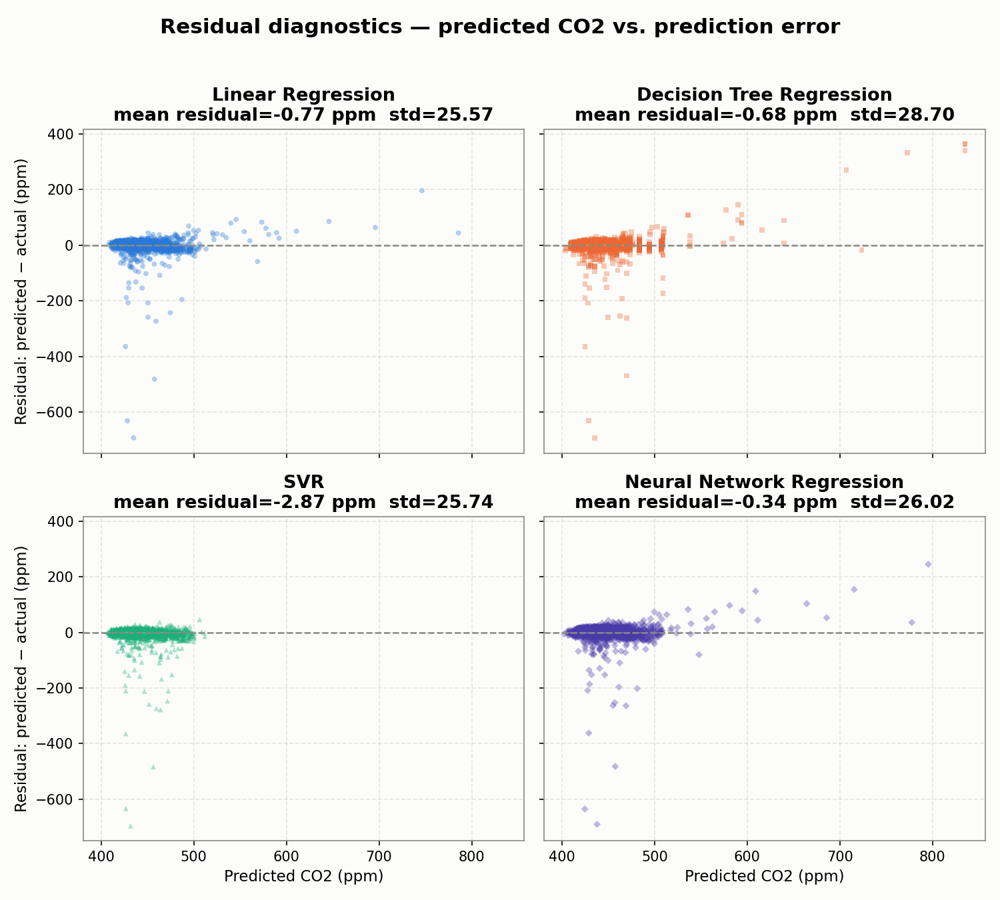 Residual diagnostics — predicted CO2 vs. prediction error
Linear Regression
mean residual=-0.77 ppm  std=25.57
Decision Tree Regression
mean residual=-0.68 ppm  std=28.70
400
200
0
−200
−400
−600
Residual: predicted − actual (ppm)
SVR
mean residual=-2.87 ppm  std=25.74
Neural Network Regression
mean residual=-0.34 ppm  std=26.02
400
200
0
−200
−400
−600
Residual: predicted − actual (ppm)
400 500 600 700 800
400 500 600 700 800
Predicted CO2 (ppm)
Predicted CO2 (ppm)